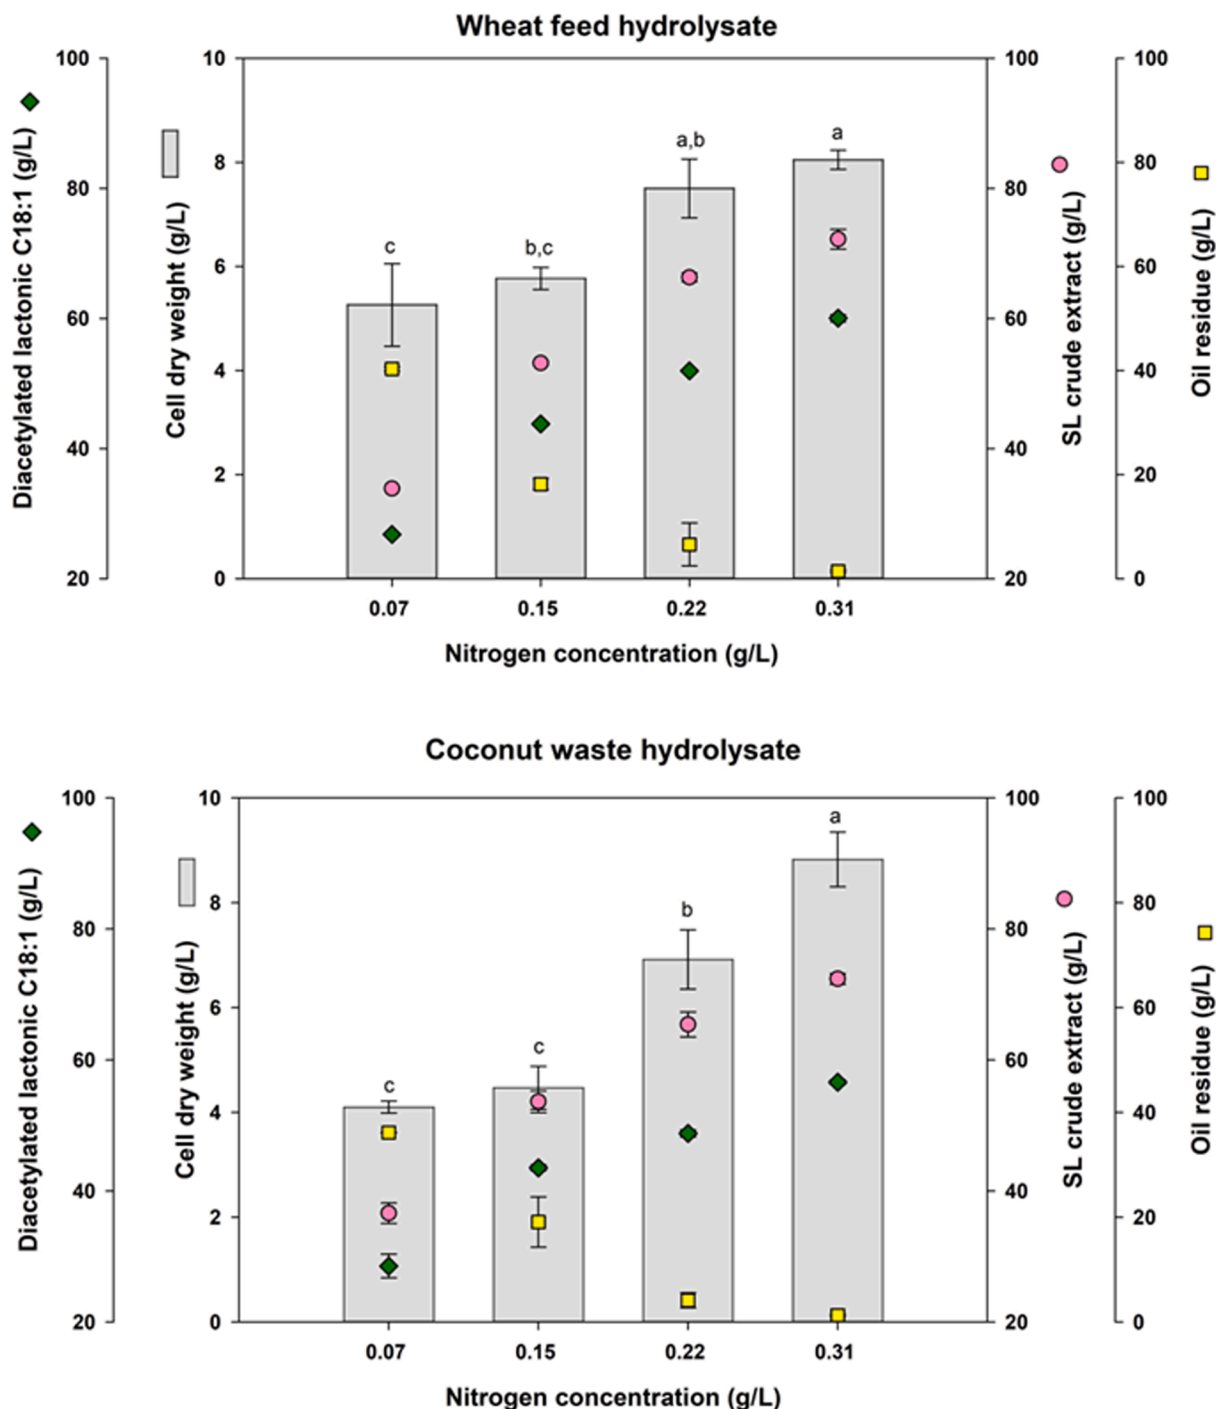 Wheat feed hydrolysate
Diacetylated lactonic C18:1 (g/L)
100
80
60
40
20
Cell dry weight (g/L)
10
8
6
4
2
0
c
b,c
a,b
a
100
80
60
40
20
SL crude extract (g/L)
100
80
60
40
20
0
Oil residue (g/L)
0.07 0.15 0.22 0.31
Nitrogen concentration (g/L)
Coconut waste hydrolysate
Diacetylated lactonic C18:1 (g/L)
100
80
60
40
20
Cell dry weight (g/L)
10
8
6
4
2
0
c
c
b
a
100
80
60
40
20
SL crude extract (g/L)
100
80
60
40
20
0
Oil residue (g/L)
0.07 0.15 0.22 0.31
Nitrogen concentration (g/L)